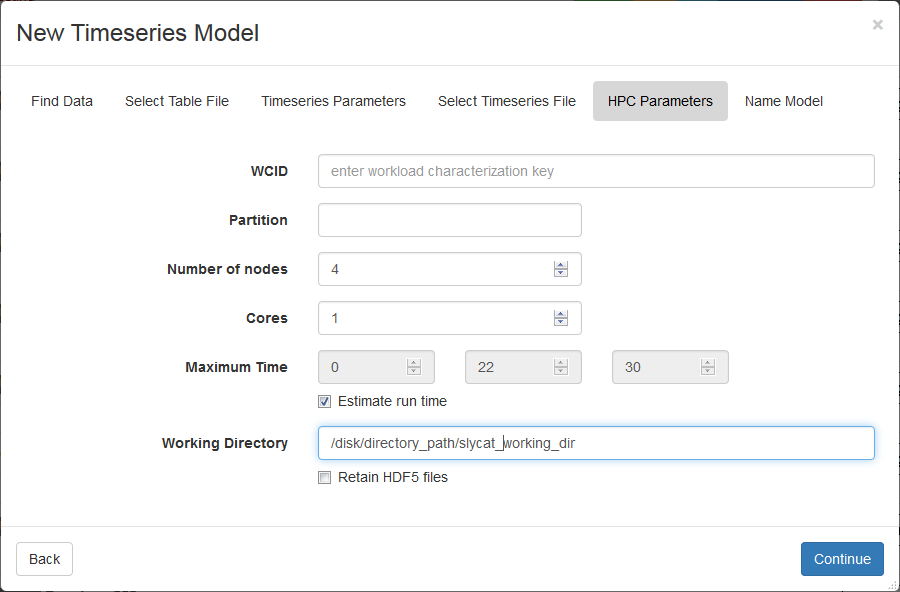 New Timeseries Model
×
Find Data Select Table File Timeseries Parameters Select Timeseries File HPC Parameters Name Model
WCID enter workload characterization key
Partition
Number of nodes 4
Cores 1
Maximum Time 0 22 30
Estimate run time
Working Directory /disk/directory_path/slycat_working_dir
Retain HDF5 files
Back Continue